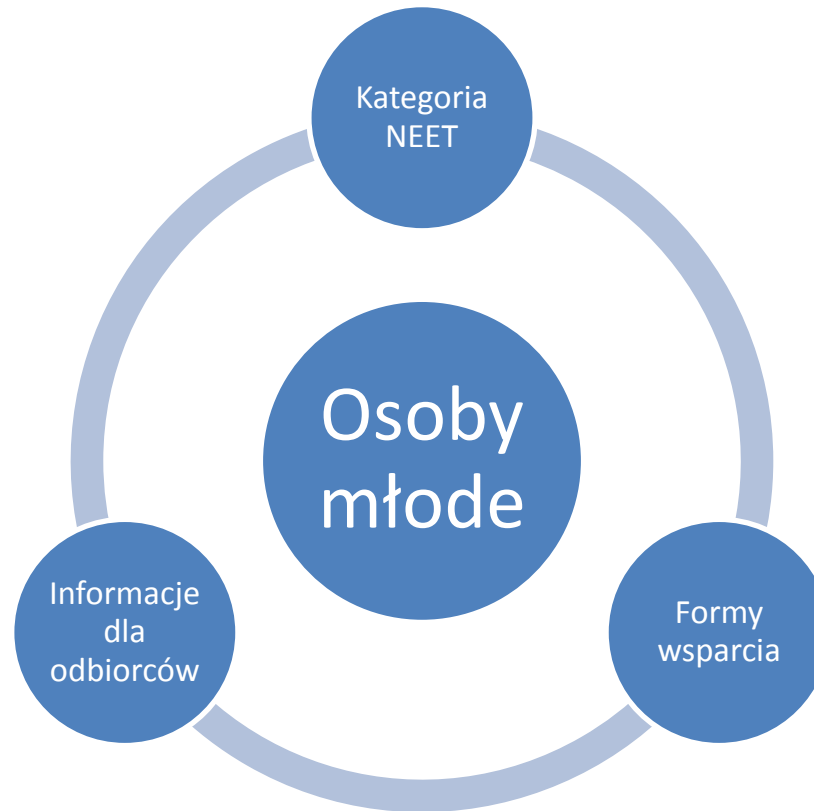 Kategoria
NEET
Osoby
młode
Informacje
dla
odbiorców
Formy
wsparcia